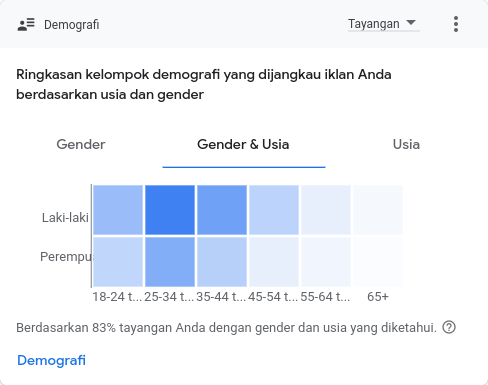 Demografi
Tayangan
Ringkasan kelompok demografi yang dijangkau iklan Anda
berdasarkan usia dan gender
Gender
Gender & Usia
Usia
Laki-laki
Perempu
18-24 t... 25-34 t... 35-44 t... 45-54 t... 55-64 t... 65+
Berdasarkan 83% tayangan Anda dengan gender dan usia yang diketahui.
Demografi